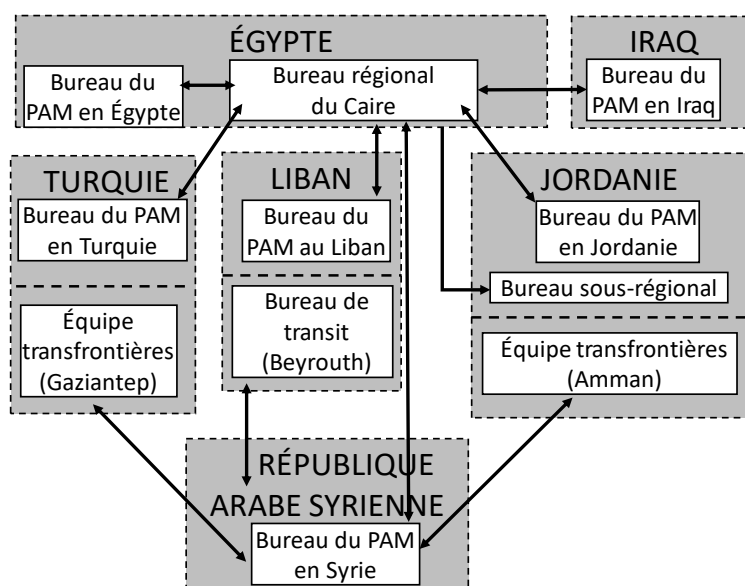 ÉGYPTE
Bureau du
PAM en Égypte
Bureau régional
du Caire
IRAQ
Bureau du
PAM en Iraq
TURQUIE
Bureau du PAM
en Turquie
Équipe
transfrontières
(Gaziantep)
LIBAN
Bureau du
PAM au Liban
Bureau de
transit
(Beyrouth)
JORDANIE
Bureau du PAM
en Jordanie
Bureau sous-régional
Équipe transfrontières
(Amman)
RÉPUBLIQUE
ARABE SYRIENNE
Bureau du PAM
en Syrie